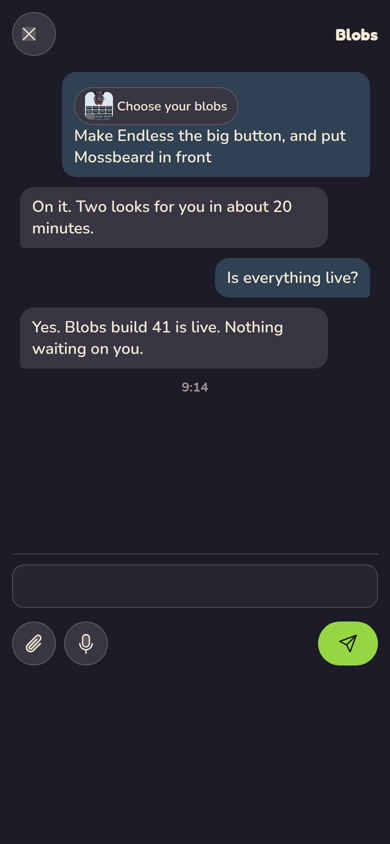 Blobs
Choose your blobs
Make Endless the big button, and put
Mossbeard in front
On it. Two looks for you in about 20
minutes.
Is everything live?
Yes. Blobs build 41 is live. Nothing
waiting on you.
9:14